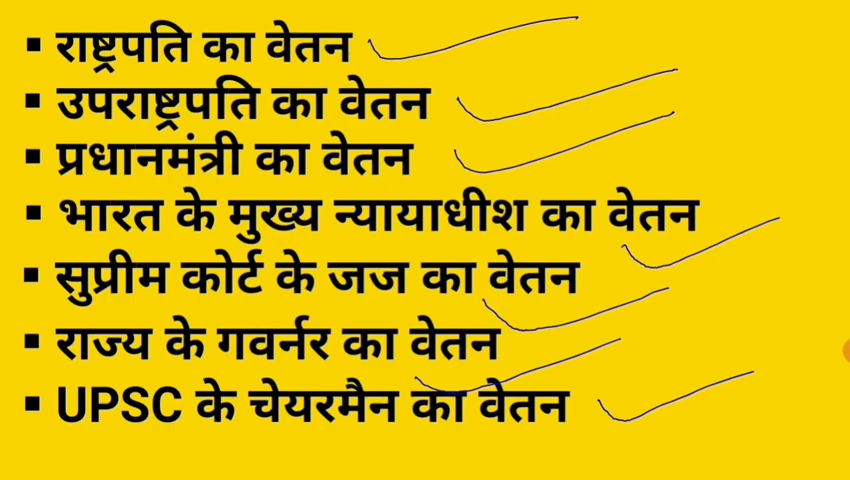 ▪ राष्ट्रपति का वेतन
▪ उपराष्ट्रपति का वेतन
▪ प्रधानमंत्री का वेतन
▪ भारत के मुख्य न्यायाधीश का वेतन
▪ सुप्रीम कोर्ट के जज का वेतन
▪ राज्य के गवर्नर का वेतन
▪ UPSC के चेयरमैन का वेतन